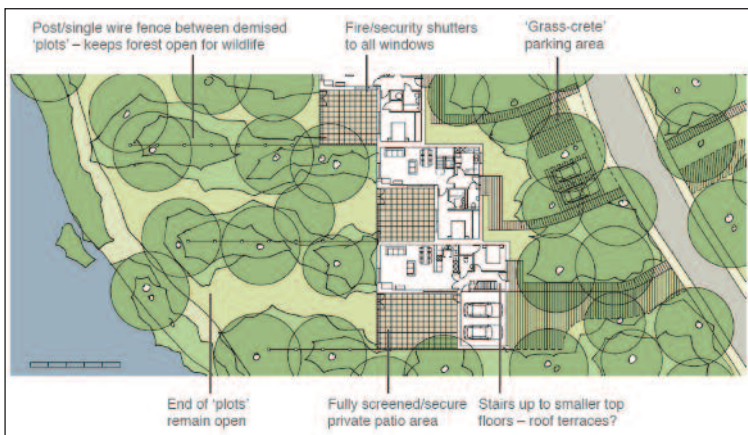 Post/single wire fence between demised
'plots' – keeps forest open for wildlife
Fire/security shutters
to all windows
'Grass-crete'
parking area
End of 'plots'
remain open
Fully screened/secure
private patio area
Stairs up to smaller top
floors – roof terraces?